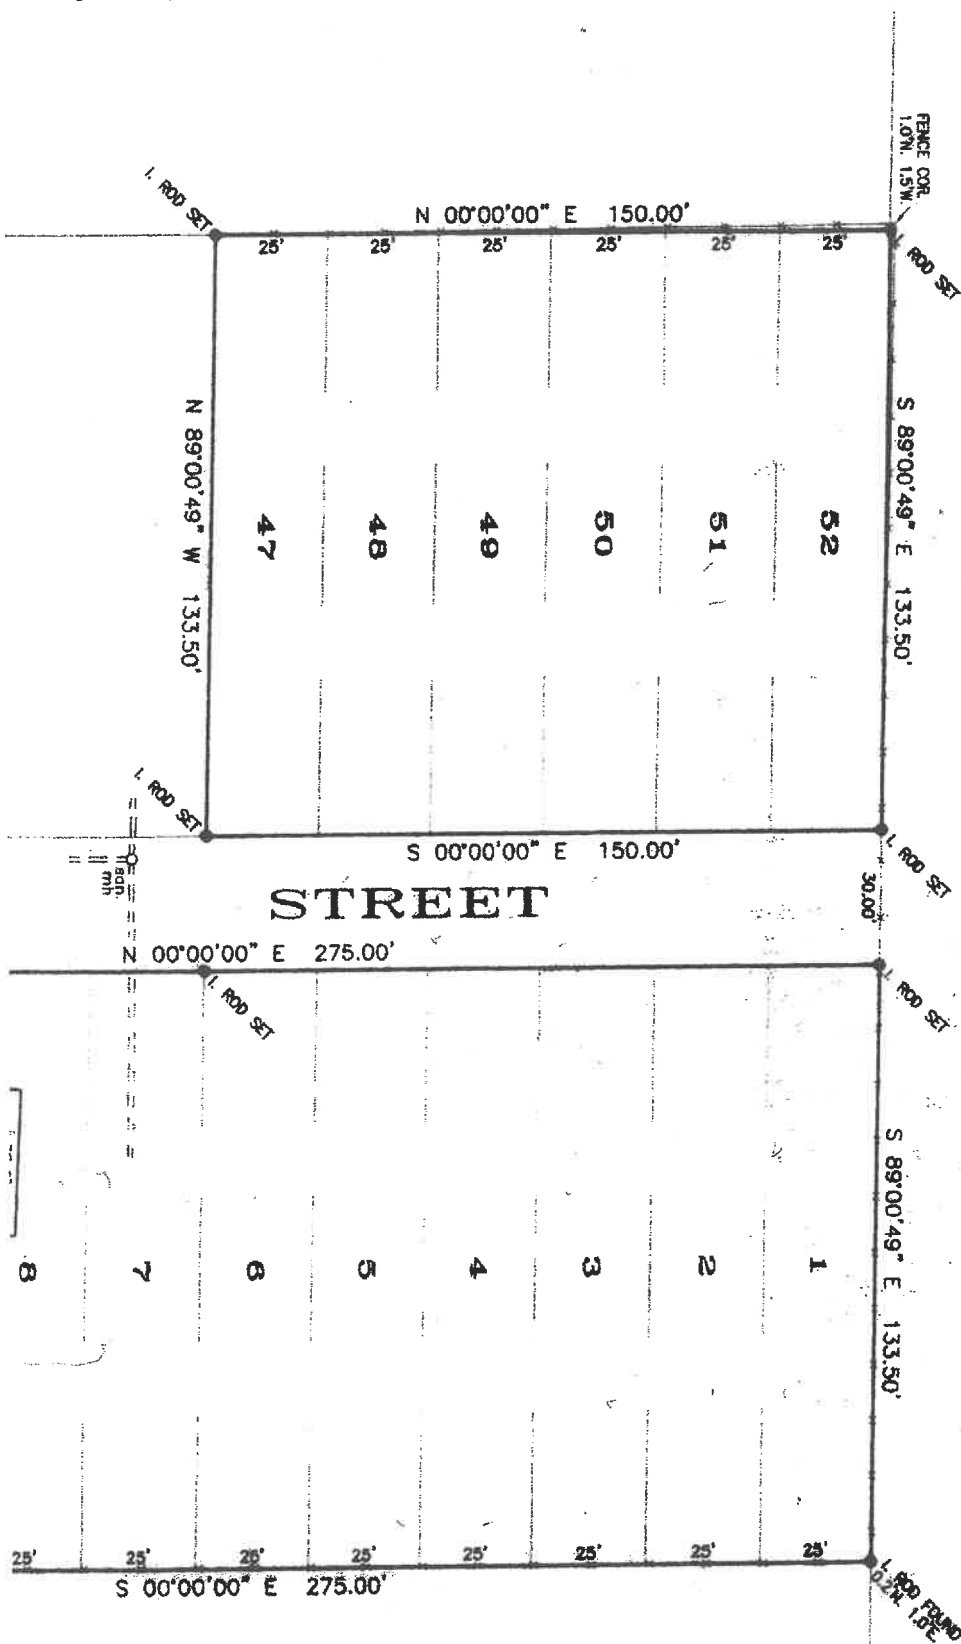 FENCE COR.
1.0'N. 1.5'W.
I. ROD SET
N 00°00'00" E 150.00'
25' 25' 25' 25' 25' 25'
I. ROD SET
N 89°00'49" W 133.50'
S 89°00'49" E 133.50'
47 48 49 50 51 52
I. ROD SET
S 00°00'00" E 150.00'
I. ROD SET
san.
mh
STREET
30.00'
N 00°00'00" E 275.00'
I. ROD SET
I. ROD SET
S 89°00'49" E 133.50'
8 7 6 5 4 3 2 1
25' 25' 25' 25' 25' 25' 25' 25'
S 00°00'00" E 275.00'
I. ROD FOUND
0.2'N. 1.0'E.